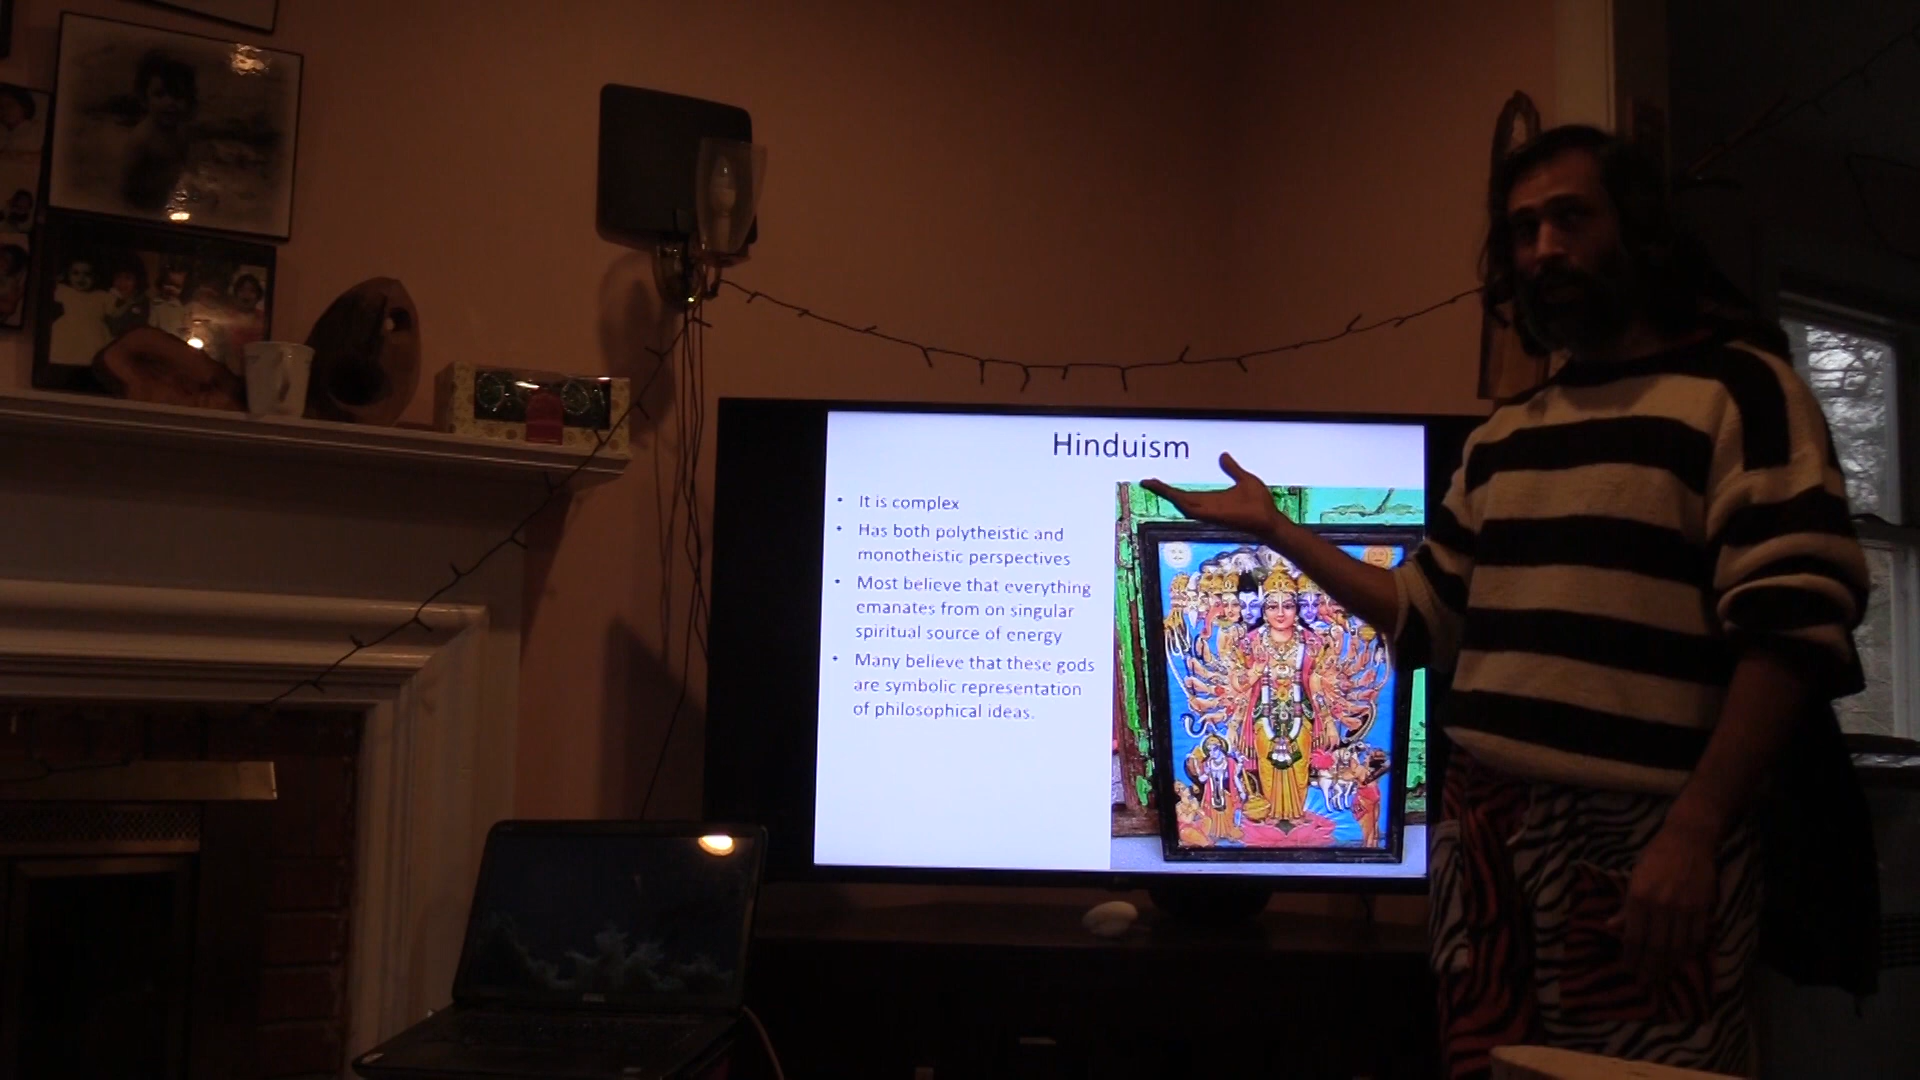 Hinduism
• It is complex
• Has both polytheistic and
monotheistic perspectives
• Most believe that everything
emanates from on singular
spiritual source of energy
• Many believe that these gods
are symbolic representation
of philosophical ideas.